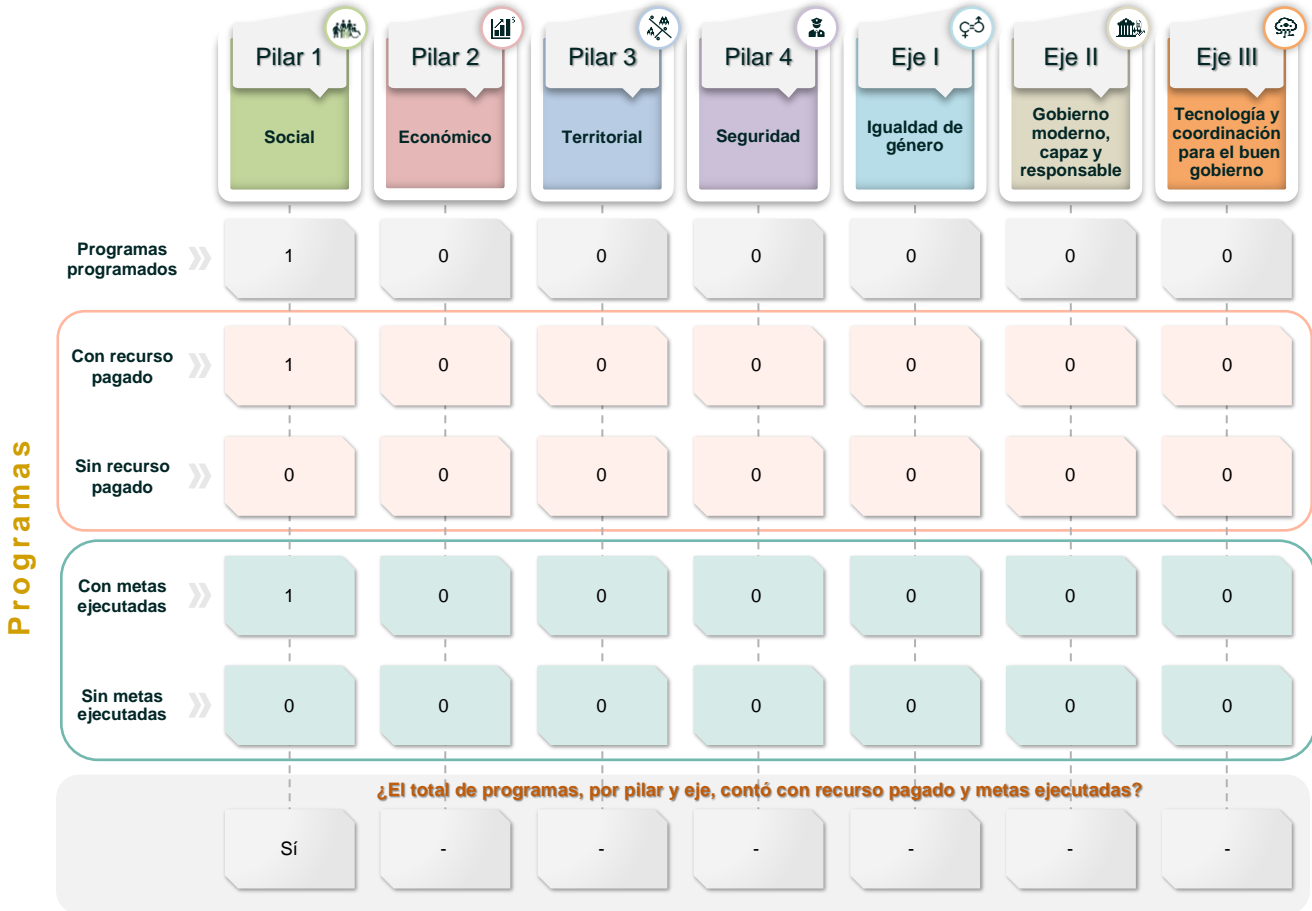 Pilar 1
Pilar 2
Pilar 3
Pilar 4
Eje I
Eje II
Eje III
Social
Económico
Territorial
Seguridad
Igualdad de
género
Gobierno
moderno,
capaz y
responsable
Tecnología y
coordinación
para el buen
gobierno
Programas
Programas
programados
1 0 0 0 0 0 0
Con recurso
pagado
1 0 0 0 0 0 0
Sin recurso
pagado
0 0 0 0 0 0 0
Con metas
ejecutadas
1 0 0 0 0 0 0
Sin metas
ejecutadas
0 0 0 0 0 0 0
¿El total de programas, por pilar y eje, contó con recurso pagado y metas ejecutadas?
Sí - - - - - -